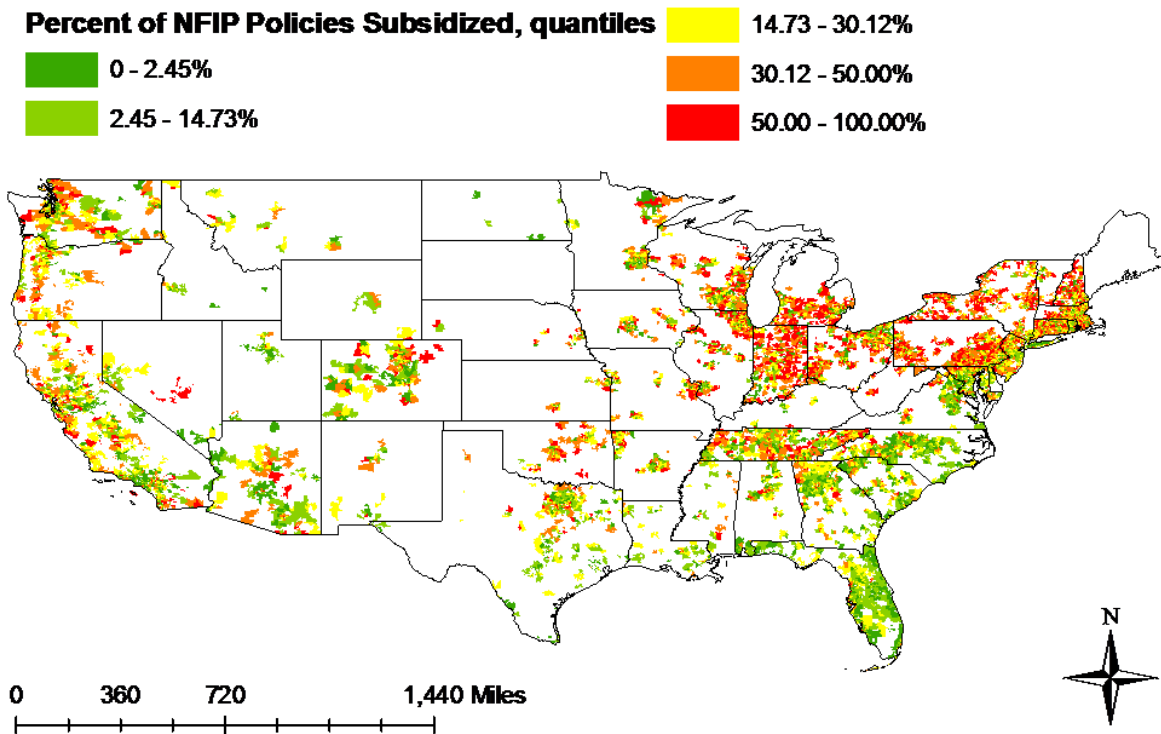 Percent of NFIP Policies Subsidized, quantiles
0 - 2.45%
2.45 - 14.73%
14.73 - 30.12%
30.12 - 50.00%
50.00 - 100.00%
N
0 360 720 1,440 Miles